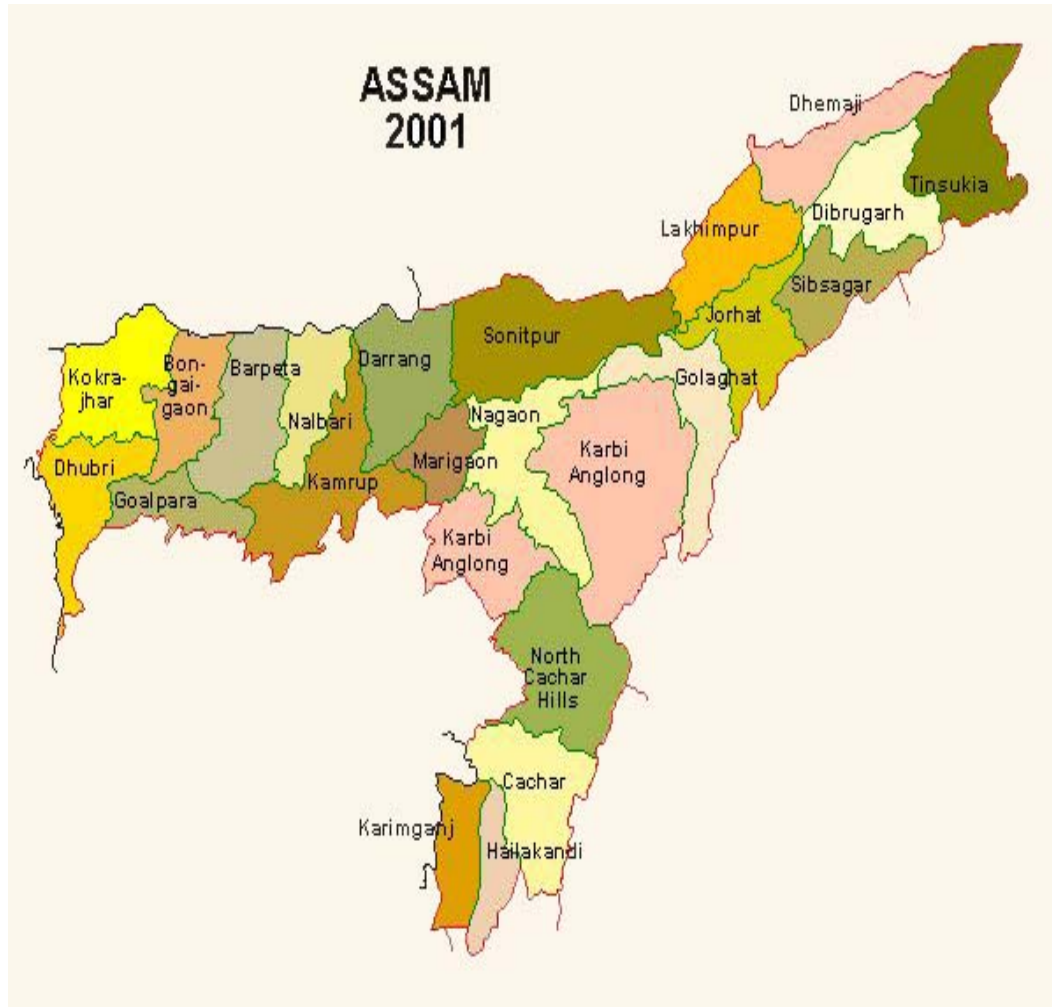 ASSAM
2001
Dhemaji
Tinsukia
Dibrugarh
Lakhimpur
Sibsagar
Jorhat
Sonitpur
Darrang
Barpeta
Bon-
gai-
gaon
Kokra-
jhar
Golaghat
Nagaon
Nalbari
Karbi
Anglong
Marigaon
Dhubri
Kamrup
Goalpara
Karbi
Anglong
North
Cachar
Hills
Cachar
Karimganj
Hailakandi